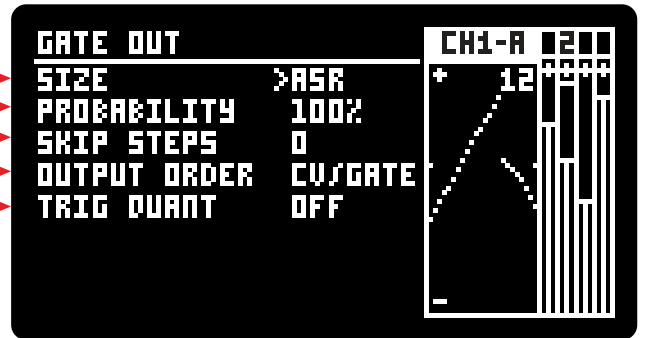 GATE OUT
SIZE >ASR
PROBABILITY 100%
SKIP STEPS 0
OUTPUT ORDER CV/GATE
TRIG QUANT OFF
CH1-A 2
+ 12
-